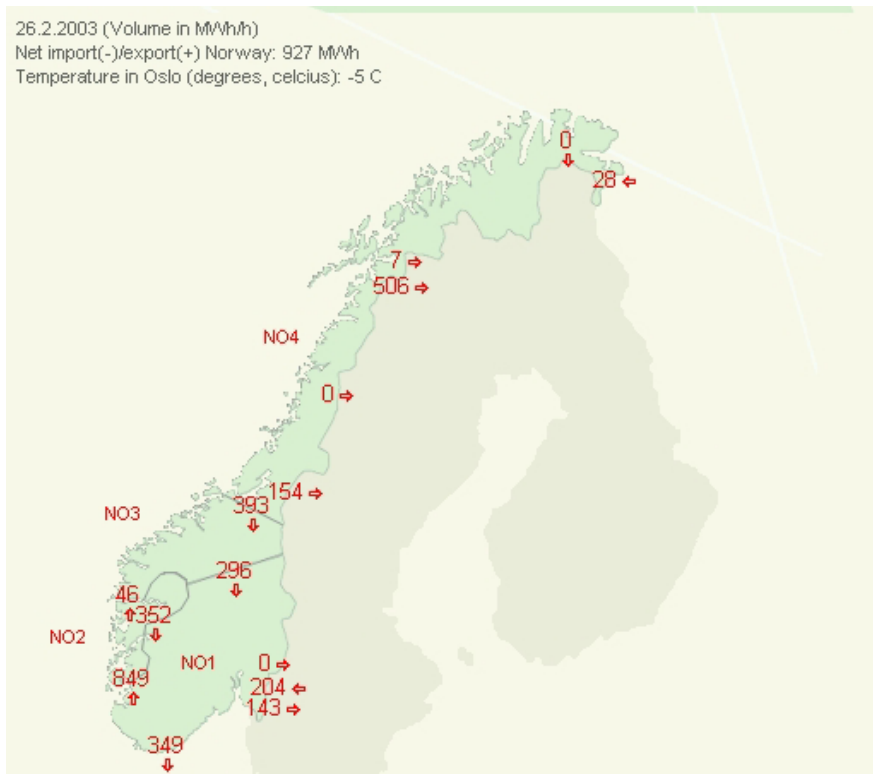 26.2.2003 (Volume in MWh/h)
Net import(-)/export(+) Norway: 927 MWh
Temperature in Oslo (degrees, celcius): -5 C
0
28
7
506
NO4
0
154
393
NO3
296
46
352
NO2
NO1
0
849
204
143
349